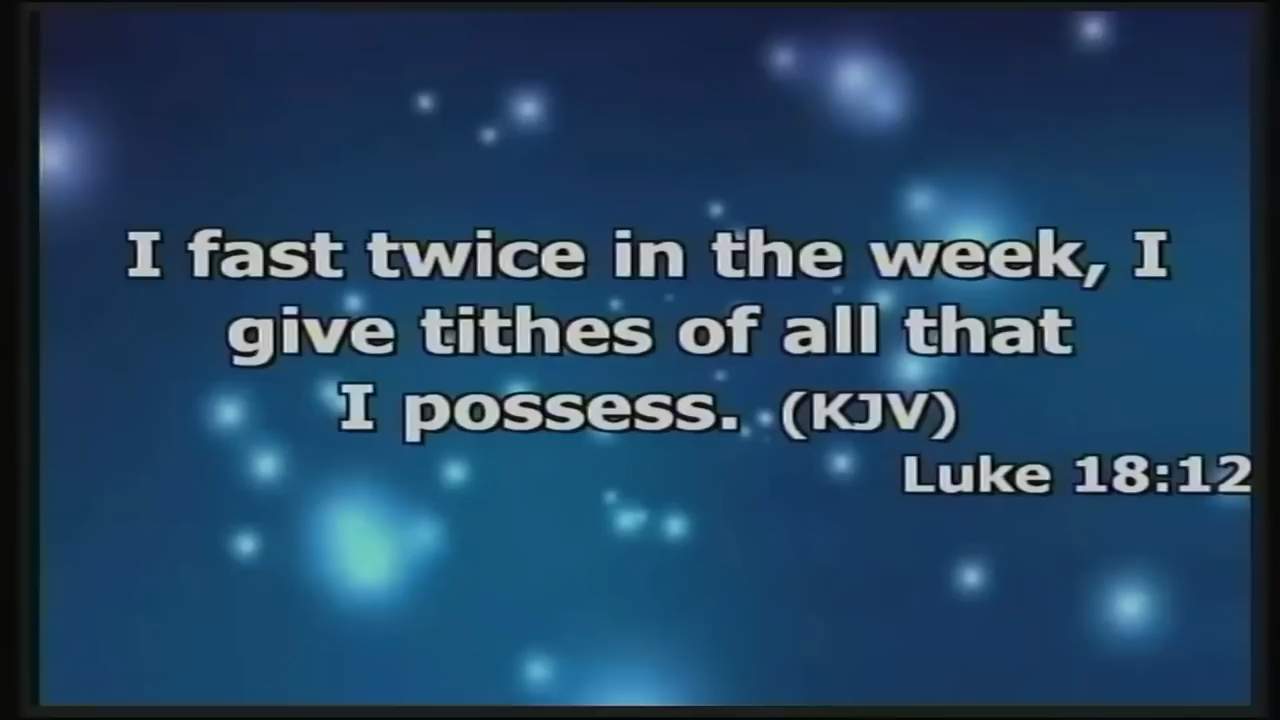 I fast twice in the week, I
give tithes of all that
I possess. (KJV)
Luke 18:12